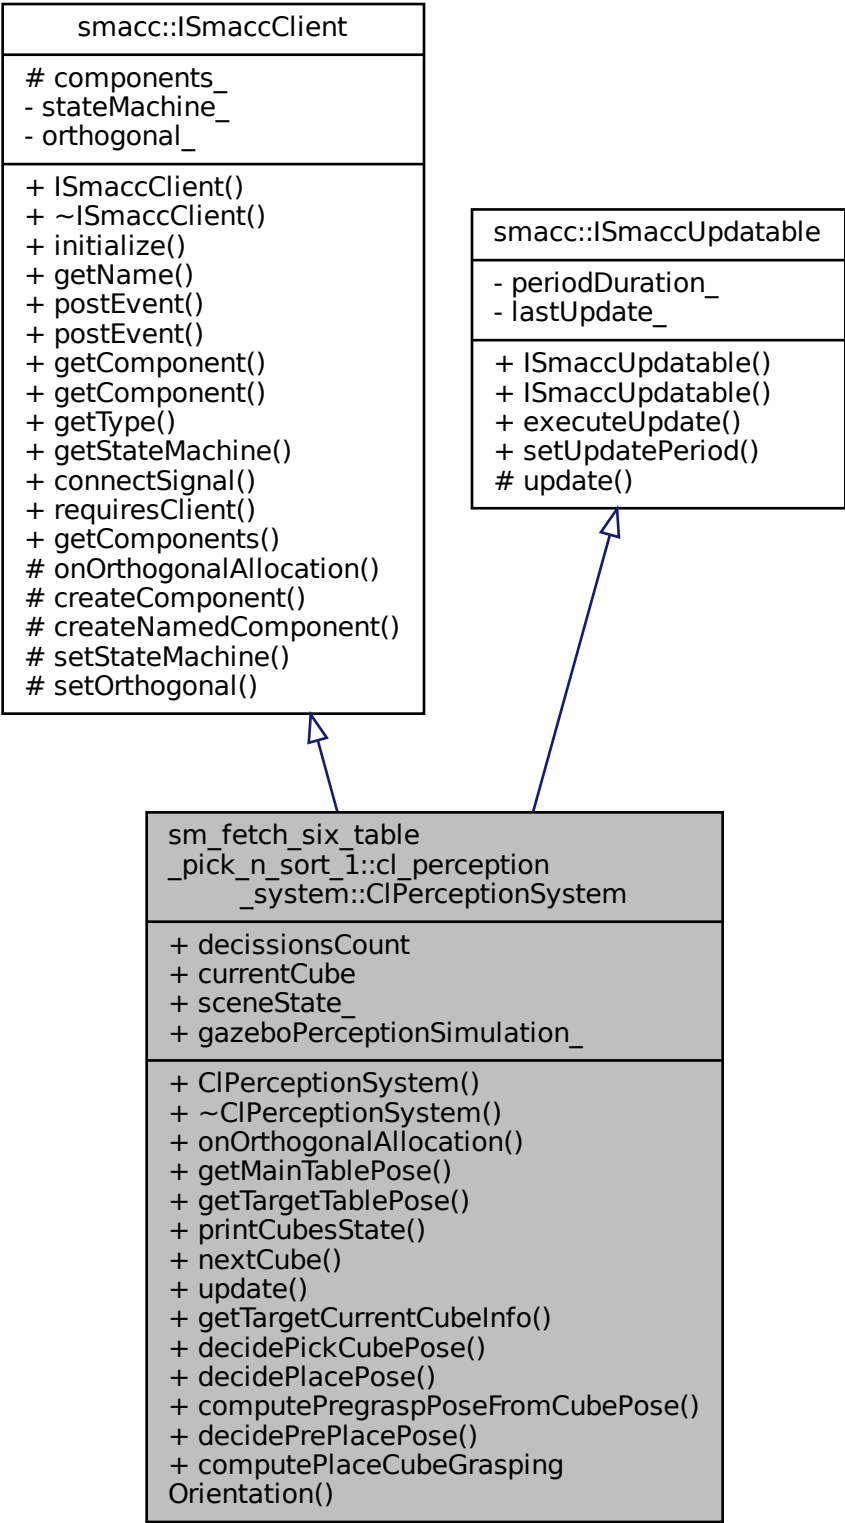 smacc::ISmaccClient
# components_
- stateMachine_
- orthogonal_
+ ISmaccClient()
+ ~ISmaccClient()
+ initialize()
+ getName()
+ postEvent()
+ postEvent()
+ getComponent()
+ getComponent()
+ getType()
+ getStateMachine()
+ connectSignal()
+ requiresClient()
+ getComponents()
# onOrthogonalAllocation()
# createComponent()
# createNamedComponent()
# setStateMachine()
# setOrthogonal()
smacc::ISmaccUpdatable
- periodDuration_
- lastUpdate_
+ ISmaccUpdatable()
+ ISmaccUpdatable()
+ executeUpdate()
+ setUpdatePeriod()
# update()
sm_fetch_six_table
_pick_n_sort_1::cl_perception
_system::ClPerceptionSystem
+ decissionsCount
+ currentCube
+ sceneState_
+ gazeboPerceptionSimulation_
+ ClPerceptionSystem()
+ ~ClPerceptionSystem()
+ onOrthogonalAllocation()
+ getMainTablePose()
+ getTargetTablePose()
+ printCubesState()
+ nextCube()
+ update()
+ getTargetCurrentCubeInfo()
+ decidePickCubePose()
+ decidePlacePose()
+ computePregraspPoseFromCubePose()
+ decidePrePlacePose()
+ computePlaceCubeGrasping
Orientation()